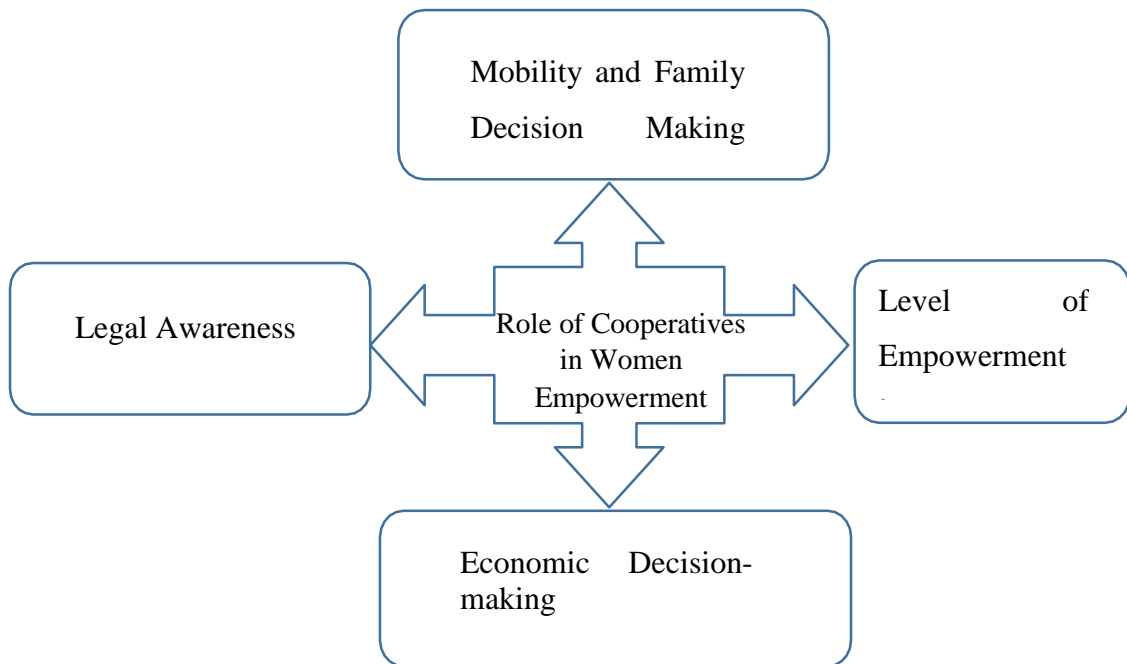 Mobility and Family
Decision Making
Legal Awareness
Role of Cooperatives
in Women
Empowerment
Level of
Empowerment
Economic Decision-
making